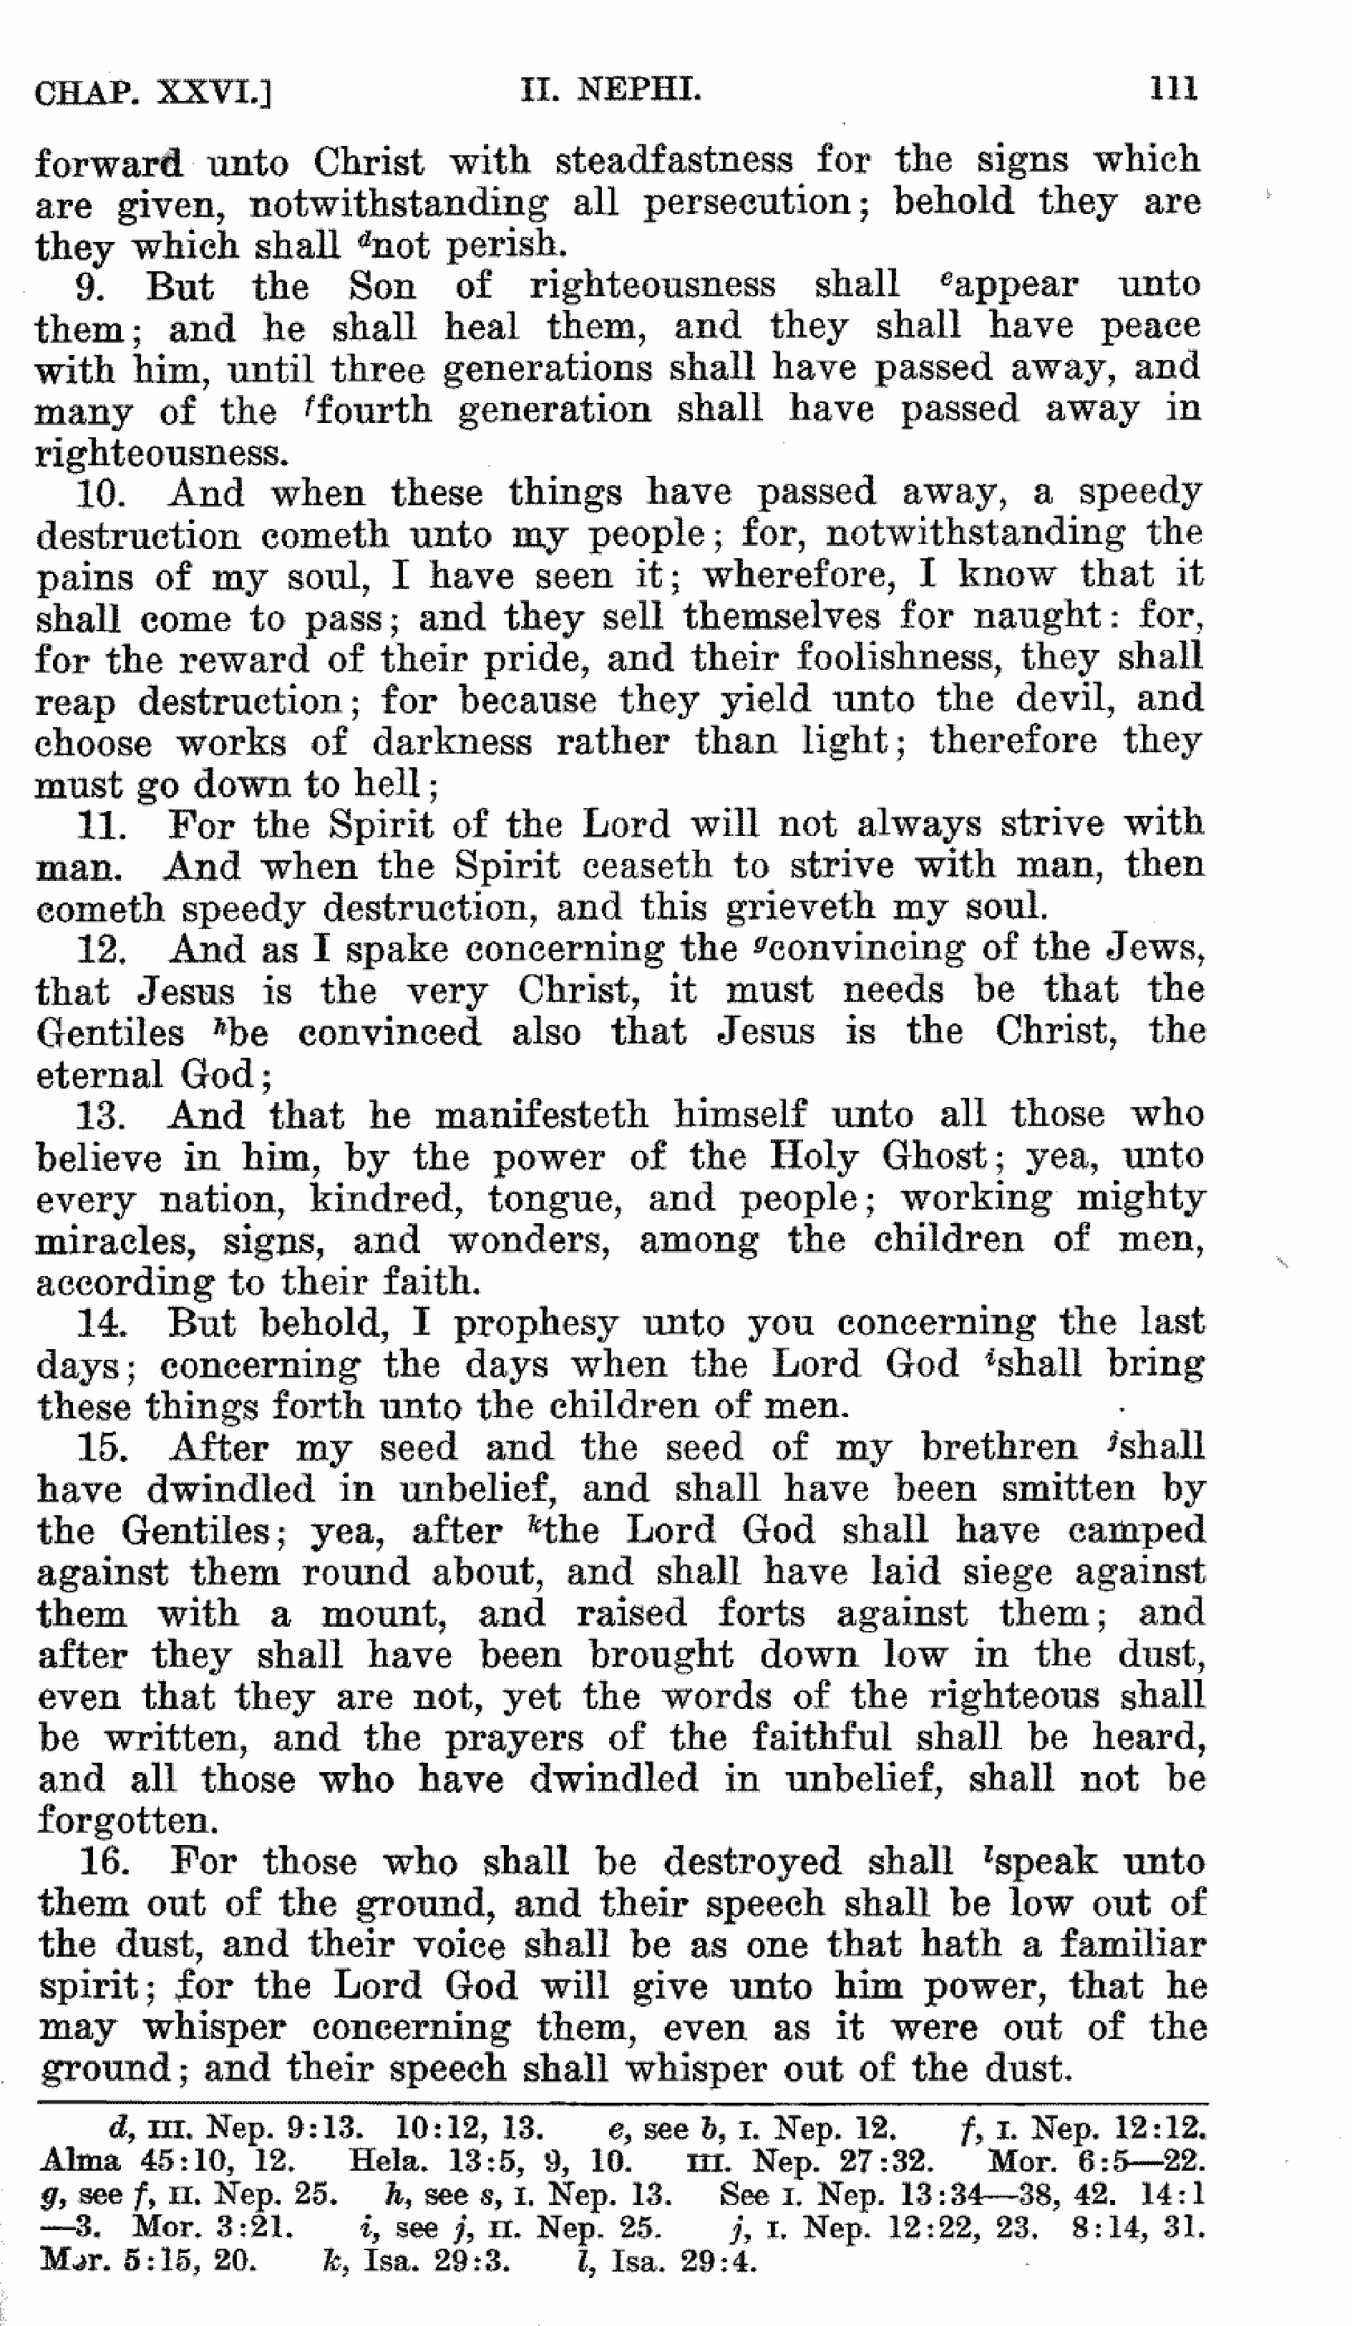 CHAP. XXVI.] II. NEPHI. 111
forward unto Christ with steadfastness for the signs which
are given, notwithstanding all persecution; behold they are
they which shall dnot perish.
9. But the Son of righteousness shall eappear unto
them; and he shall heal them, and they shall have peace
with him, until three generations shall have passed away, and
many of the ffourth generation shall have passed away in
righteousness.
10. And when these things have passed away, a speedy
destruction cometh unto my people; for, notwithstanding the
pains of my soul, I have seen it; wherefore, I know that it
shall come to pass; and they sell themselves for naught: for,
for the reward of their pride, and their foolishness, they shall
reap destruction; for because they yield unto the devil, and
choose works of darkness rather than light; therefore they
must go down to hell;
11. For the Spirit of the Lord will not always strive with
man. And when the Spirit ceaseth to strive with man, then
cometh speedy destruction, and this grieveth my soul.
12. And as I spake concerning the gconvincing of the Jews,
that Jesus is the very Christ, it must needs be that the
Gentiles hbe convinced also that Jesus is the Christ, the
eternal God;
13. And that he manifesteth himself unto all those who
believe in him, by the power of the Holy Ghost; yea, unto
every nation, kindred, tongue, and people; working mighty
miracles, signs, and wonders, among the children of men,
according to their faith.
14. But behold, I prophesy unto you concerning the last
days; concerning the days when the Lord God ishall bring
these things forth unto the children of men.
15. After my seed and the seed of my brethren jshall
have dwindled in unbelief, and shall have been smitten by
the Gentiles; yea, after kthe Lord God shall have camped
against them round about, and shall have laid siege against
them with a mount, and raised forts against them; and
after they shall have been brought down low in the dust,
even that they are not, yet the words of the righteous shall
be written, and the prayers of the faithful shall be heard,
and all those who have dwindled in unbelief, shall not be
forgotten.
16. For those who shall be destroyed shall lspeak unto
them out of the ground, and their speech shall be low out of
the dust, and their voice shall be as one that hath a familiar
spirit; for the Lord God will give unto him power, that he
may whisper concerning them, even as it were out of the
ground; and their speech shall whisper out of the dust.
d, III. Nep. 9:13. 10:12, 13. e, see b, I. Nep. 12. f, I. Nep. 12:12.
Alma 45:10, 12. Hela. 13:5, 9, 10. III. Nep. 27:32. Mor. 6:5—22.
g, see f, II. Nep. 25. h, see s, I. Nep. 13. See I. Nep. 13:34—38, 42. 14:1
—3. Mor. 3:21. i, see j, II. Nep. 25. j, I. Nep. 12:22, 23. 8:14, 31.
Mor. 5:15, 20. k, Isa. 29:3. l, Isa. 29:4.